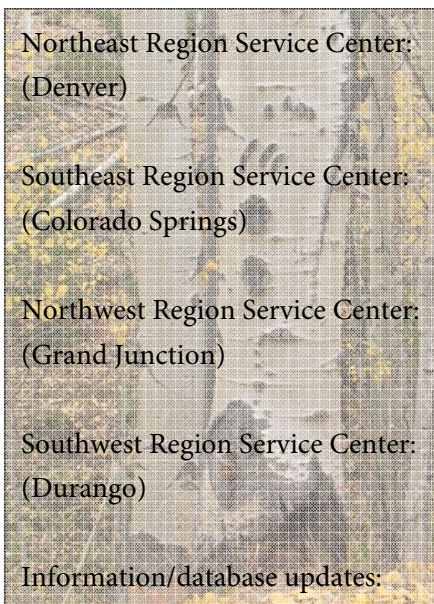 Northeast Region Service Center:
(Denver)
Southeast Region Service Center:
(Colorado Springs)
Northwest Region Service Center:
(Grand Junction)
Southwest Region Service Center:
(Durango)
Information/database updates: